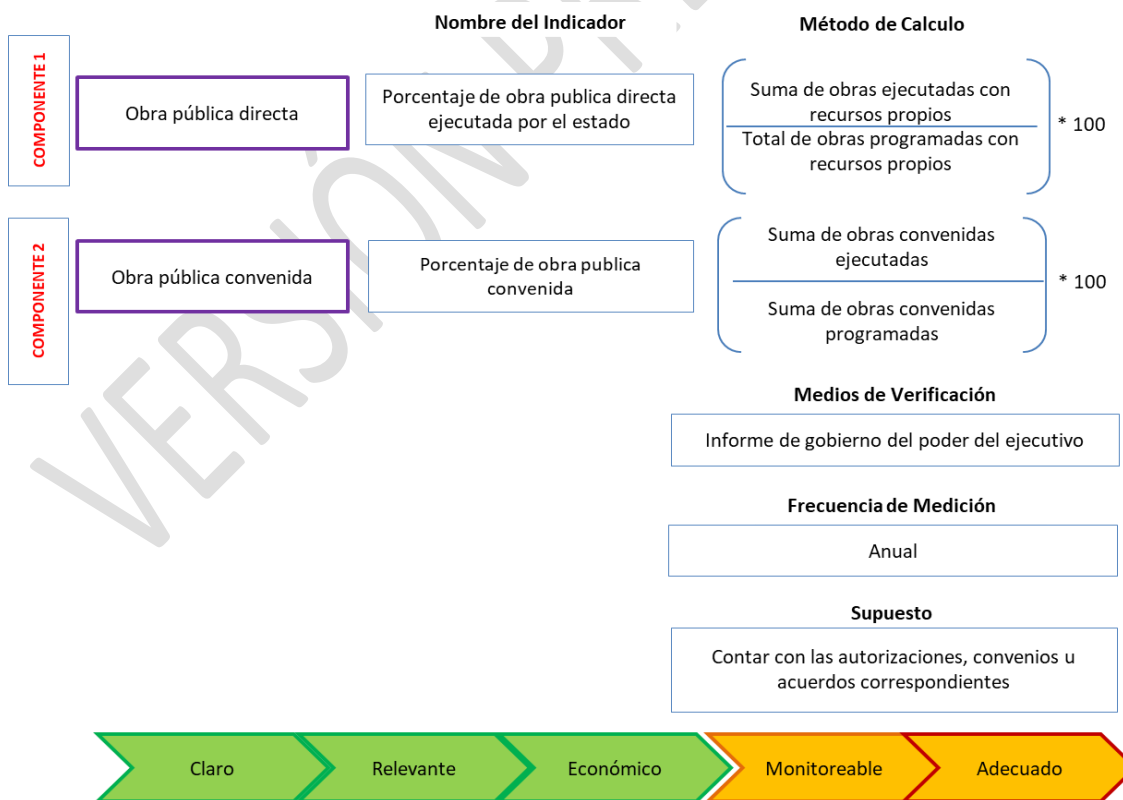 Nombre del Indicador
Método de Calculo
COMPONENTE 1
Obra pública directa
Porcentaje de obra publica directa
ejecutada por el estado
Suma de obras ejecutadas con
recursos propios
Total de obras programadas con
recursos propios
* 100
COMPONENTE 2
Obra pública convenida
Porcentaje de obra publica
convenida
Suma de obras convenidas
ejecutadas
Suma de obras convenidas
programadas
* 100
Medios de Verificación
Informe de gobierno del poder del ejecutivo
Frecuencia de Medición
Anual
Supuesto
Contar con las autorizaciones, convenios u
acuerdos correspondientes
Claro
Relevante
Económico
Monitoreable
Adecuado
VERSIÓN